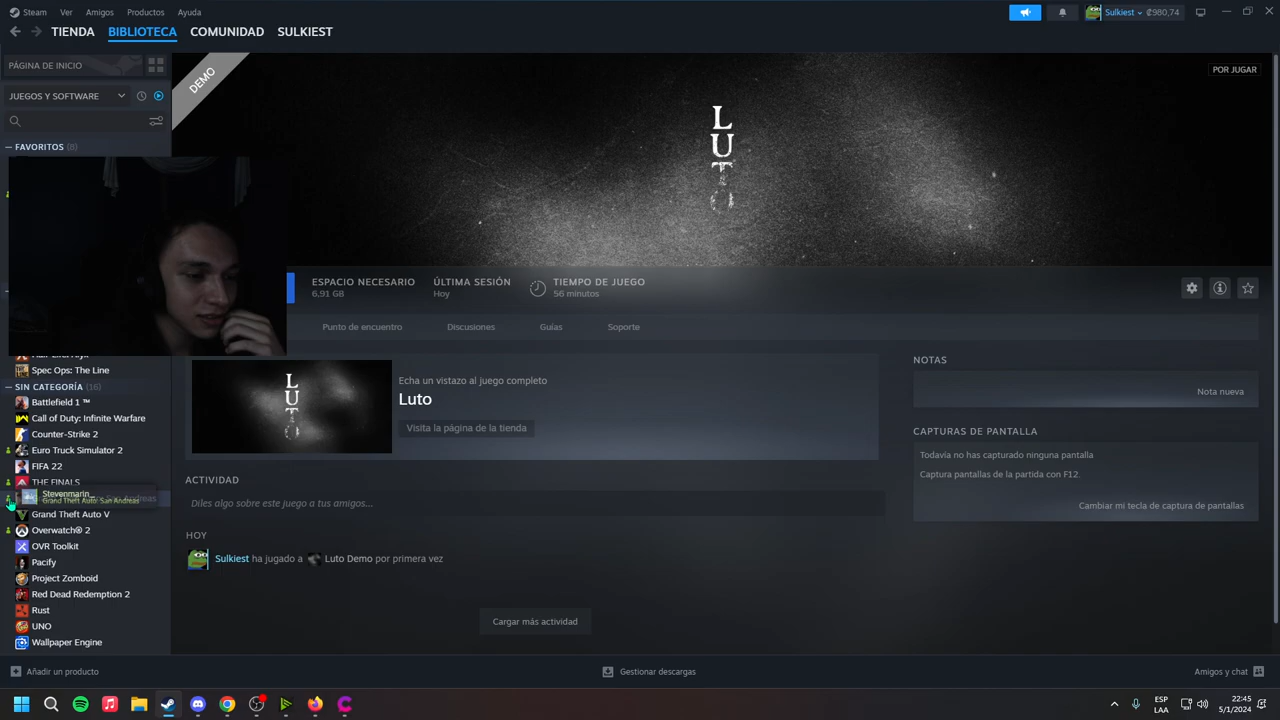 Steam Ver Amigos Productos Ayuda
Sulkiest ₡980,74
TIENDA BIBLIOTECA COMUNIDAD SULKIEST
PÁGINA DE INICIO
DEMO
POR JUGAR
JUEGOS Y SOFTWARE
FAVORITOS (8)
LUTO
ESPACIO NECESARIO
6,91 GB
ÚLTIMA SESIÓN
Hoy
TIEMPO DE JUEGO
56 minutos
Punto de encuentro Discusiones Guías Soporte
Spec Ops: The Line
SIN CATEGORÍA (16)
Battlefield 1 ™
Call of Duty: Infinite Warfare
Counter-Strike 2
Euro Truck Simulator 2
FIFA 22
THE FINALS
Stevenmarin_
Grand Theft Auto: San Andreas
Grand Theft Auto V
Overwatch® 2
OVR Toolkit
Pacify
Project Zomboid
Red Dead Redemption 2
Rust
UNO
Wallpaper Engine
LUTO
Echa un vistazo al juego completo
Luto
Visita la página de la tienda
ACTIVIDAD
Diles algo sobre este juego a tus amigos...
HOY
Sulkiest ha jugado a Luto Demo por primera vez
Cargar más actividad
NOTAS
Nota nueva
CAPTURAS DE PANTALLA
Todavía no has capturado ninguna pantalla
Captura pantallas de la partida con F12.
Cambiar mi tecla de captura de pantallas
Añadir un producto
Gestionar descargas
Amigos y chat
ESP
LAA
22:45
5/1/2024